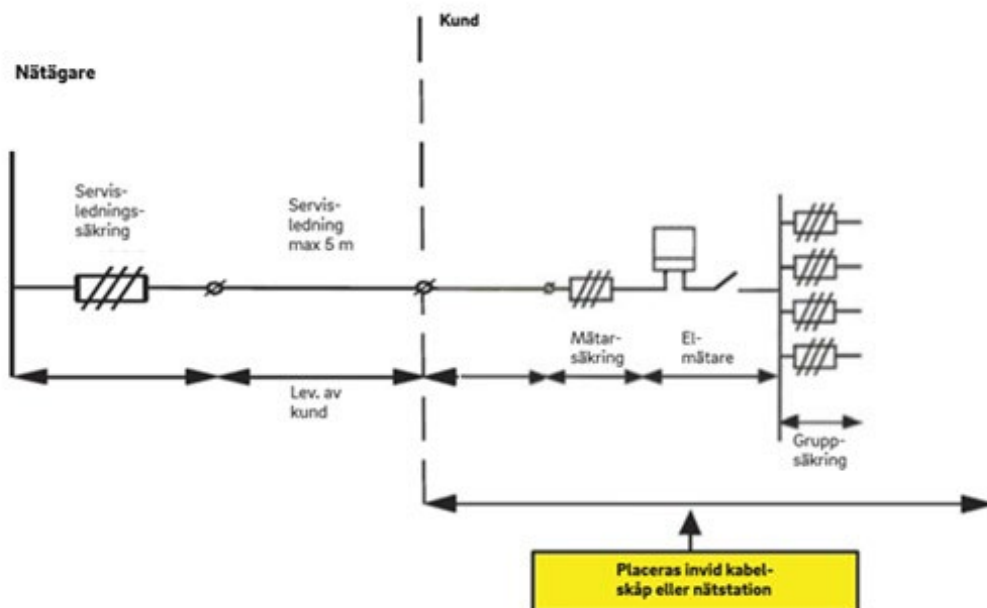 Kund
Nätägare
Servis-
lednings-
säkring
Servis-
ledning
max 5 m
Mätar-
säkring
El-
mätare
Lev. av
kund
Grupp-
säkring
Placeras invid kabel-
skåp eller nätstation